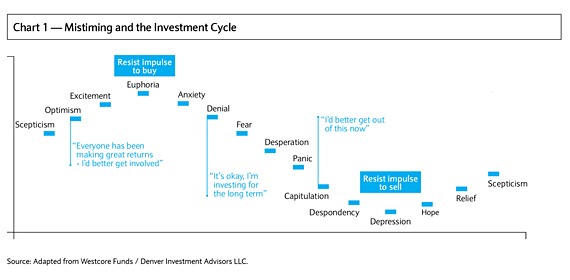 Chart 1 — Mistiming and the Investment Cycle
Resist impulse
to buy
Euphoria
Excitement
Anxiety
Optimism
Denial
Scepticism
Fear
"I'd better get out
of this now"
Desperation
"Everyone has been
making great returns
- I'd better get involved"
Panic
"It's okay, I'm
investing for
the long term"
Resist impulse
to sell
Scepticism
Capitulation
Relief
Despondency
Hope
Depression
Source: Adapted from Westcore Funds / Denver Investment Advisors LLC.